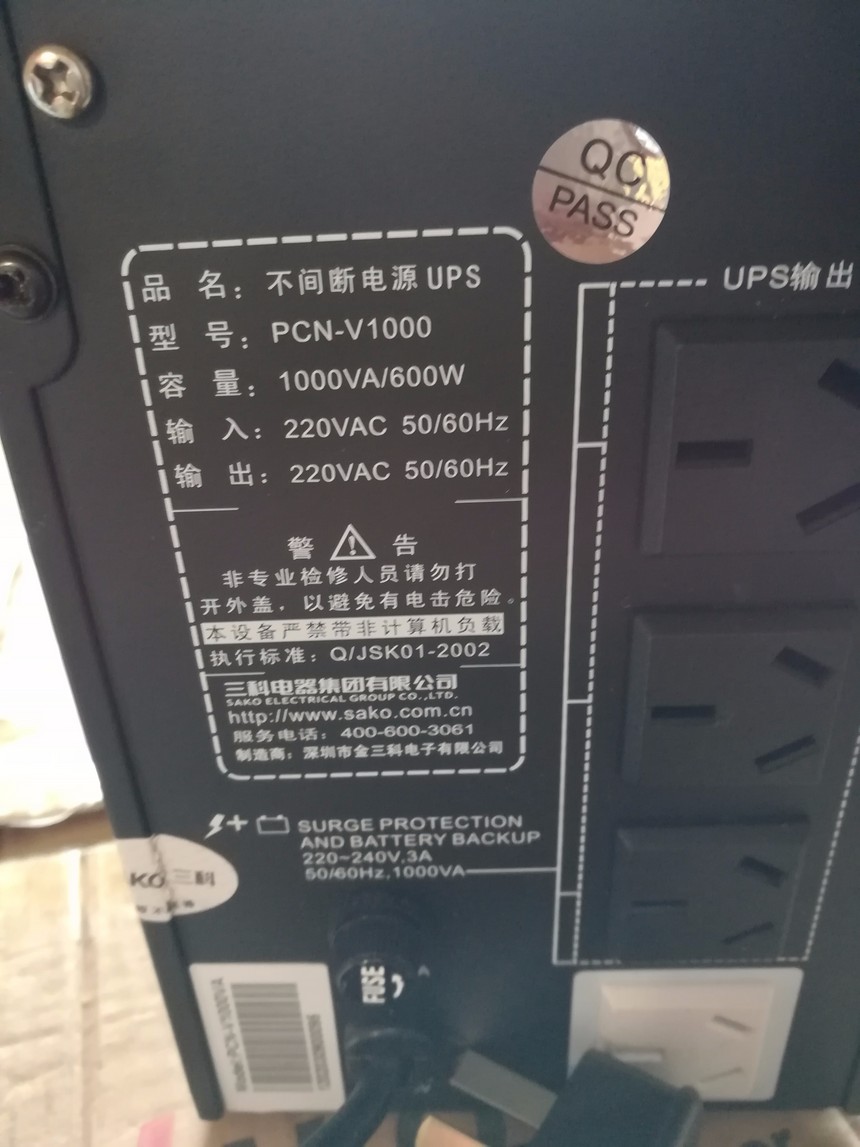 QC
PASS
品 名：不间断电源 UPS
型 号：PCN-V1000
容 量：1000VA/600W
输 入：220VAC 50/60Hz
输 出：220VAC 50/60Hz
警 告
非专业检修人员请勿打
开外盖，以避免有电击危险。
本设备严禁带非计算机负载
执行标准：Q/JSK01-2002
三科电器集团有限公司
SAKO ELECTRICAL GROUP CO.,LTD.
http://www.sako.com.cn
服务电话：400-600-3061
制造商：深圳市金三科电子有限公司
UPS输出
SURGE PROTECTION
AND BATTERY BACKUP
220~240V,3A
50/60Hz,1000VA
KO 三科
FUSE
A
Model:PCN-V1000VA